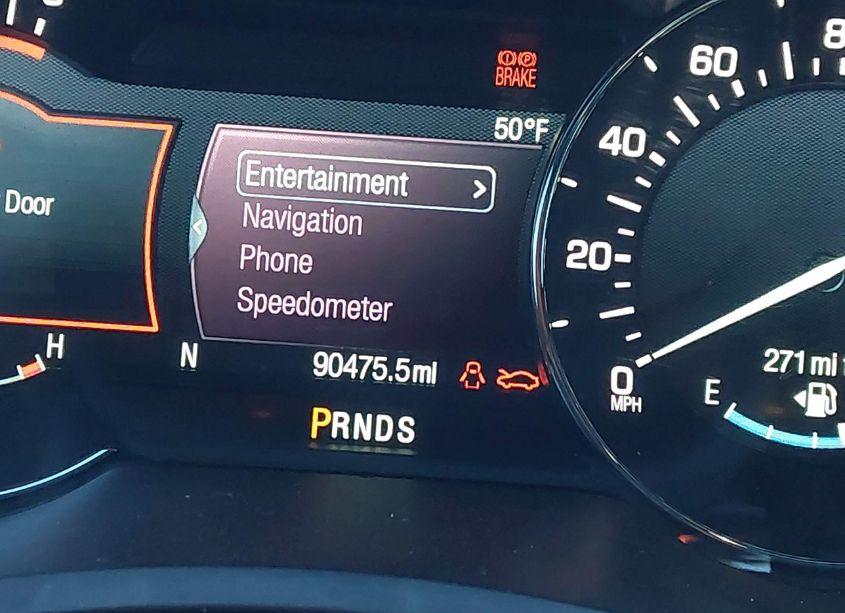 BRAKE
50°F
Door
Entertainment >
Navigation
Phone
Speedometer
H
N
90475.5mi
PRNDS
60
40
20
0
MPH
271 mi
E